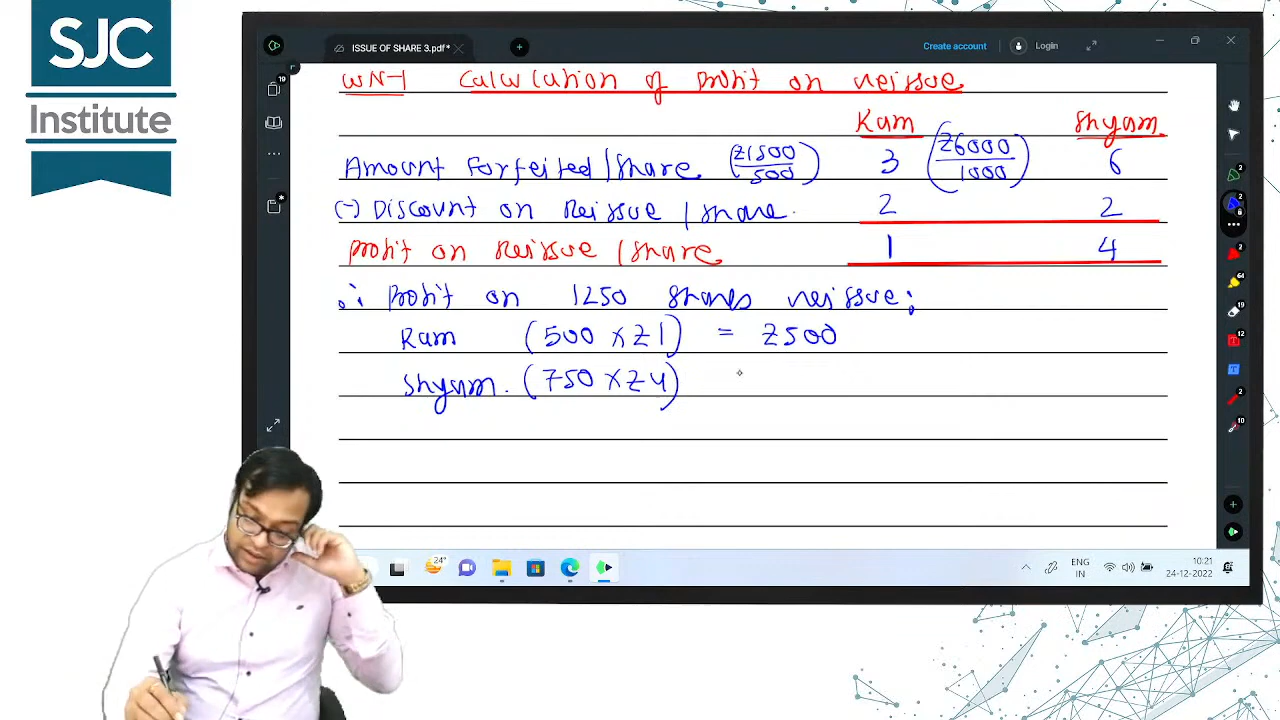 SJC
Institute
ISSUE OF SHARE 3.pdf*
Create account
Login
WN-1 Calculation of profit on reissue
Ram Shyam
Amount Forfeited/share (₹1500/500) 3 (₹6000/1000) 6
(-) Discount on Reissue/share. 2 2
Profit on Reissue/share 1 4
∴ Profit on 1250 shares reissue;
Ram (500 × ₹1) = ₹500
Shyam. (750 × ₹4)
24°
ENG
IN
10:21
24-12-2022